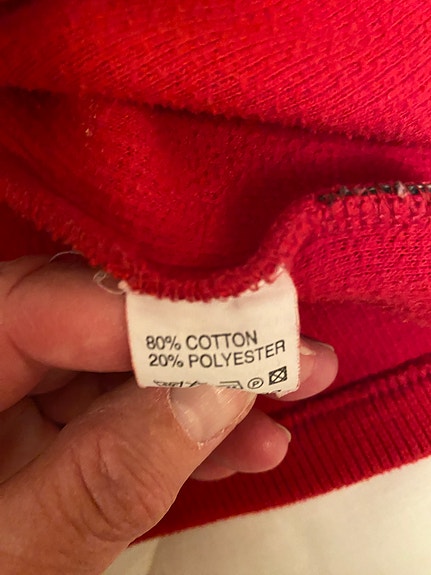 80% COTTON
20% POLYESTER
Ⓟ